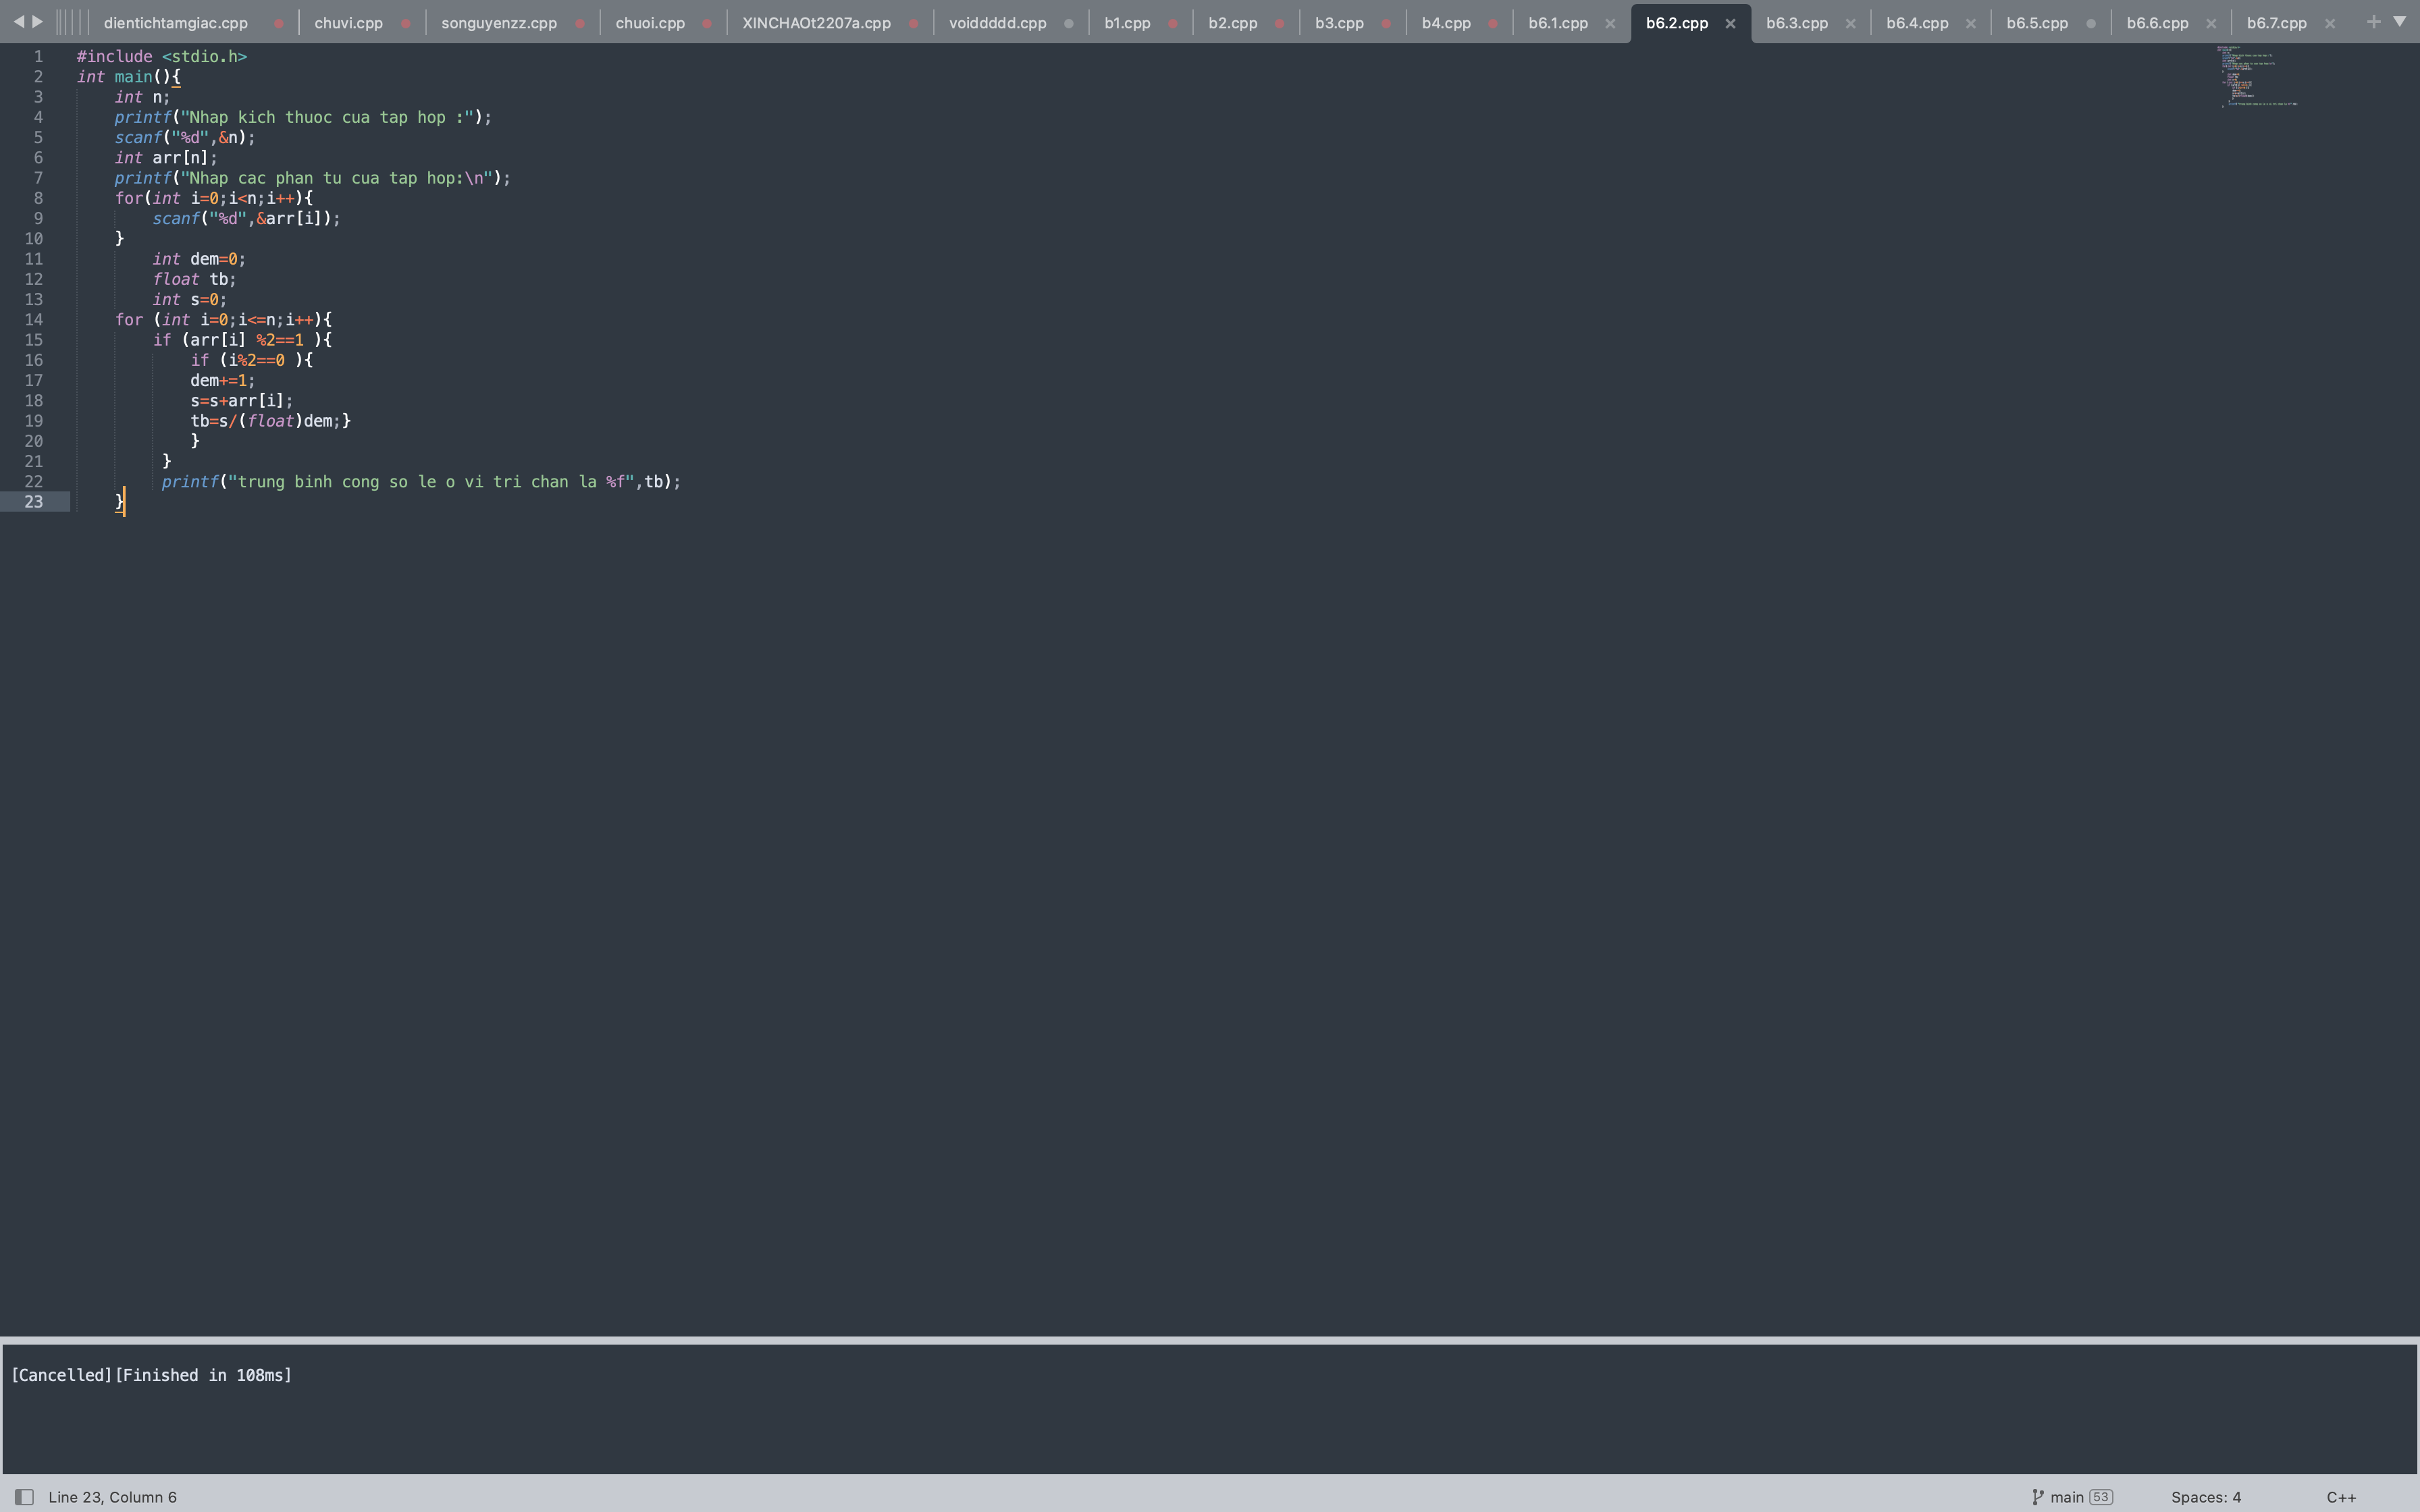 dientichtamgiac.cpp chuvi.cpp songuyenzz.cpp chuoi.cpp XINCHAOt2207a.cpp voiddddd.cpp b1.cpp b2.cpp b3.cpp b4.cpp b6.1.cpp b6.2.cpp b6.3.cpp b6.4.cpp b6.5.cpp b6.6.cpp b6.7.cpp
1 #include <stdio.h>
2 int main(){
3     int n;
4     printf("Nhap kich thuoc cua tap hop :");
5     scanf("%d",&n);
6     int arr[n];
7     printf("Nhap cac phan tu cua tap hop:\n");
8     for(int i=0;i<n;i++){
9         scanf("%d",&arr[i]);
10     }
11         int dem=0;
12         float tb;
13         int s=0;
14     for (int i=0;i<=n;i++){
15         if (arr[i] %2==1 ){
16             if (i%2==0 ){
17             dem+=1;
18             s=s+arr[i];
19             tb=s/(float)dem;}
20             }
21          }
22          printf("trung binh cong so le o vi tri chan la %f",tb);
23     }
[Cancelled][Finished in 108ms]
Line 23, Column 6 main 53 Spaces: 4 C++